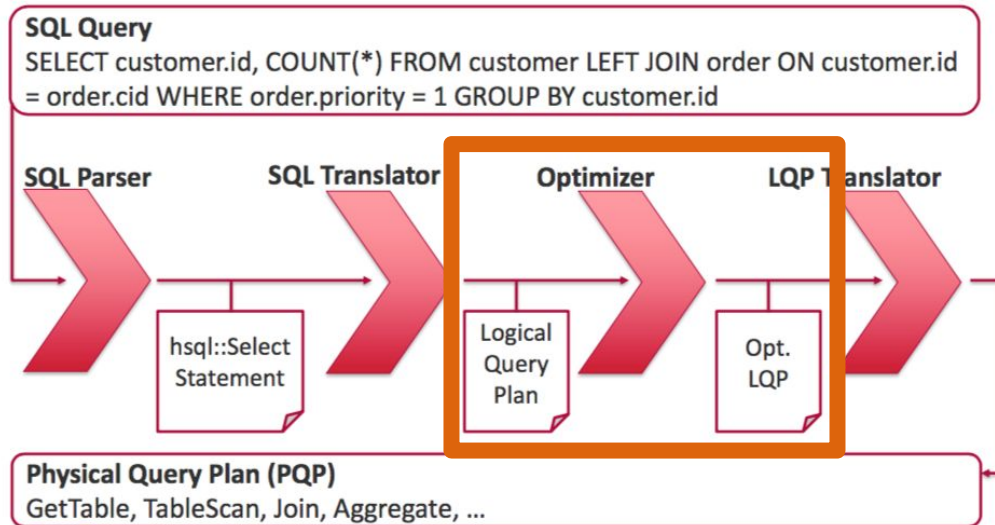 SQL Query
SELECT customer.id, COUNT(*) FROM customer LEFT JOIN order ON customer.id
= order.cid WHERE order.priority = 1 GROUP BY customer.id
SQL Parser
SQL Translator
Optimizer
LQP Translator
hsql::Select
Statement
Logical
Query
Plan
Opt.
LQP
Physical Query Plan (PQP)
GetTable, TableScan, Join, Aggregate, ...